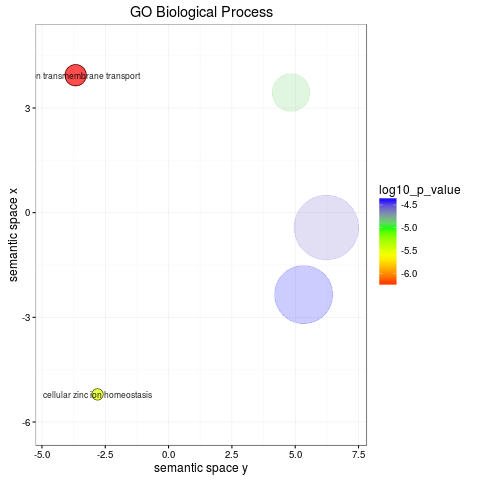 GO Biological Process
n transmembrane transport
cellular zinc ion homeostasis
3
0
-3
-6
-5.0
-2.5
0.0
2.5
5.0
7.5
semantic space y
semantic space x
log10_p_value
-4.5
-5.0
-5.5
-6.0